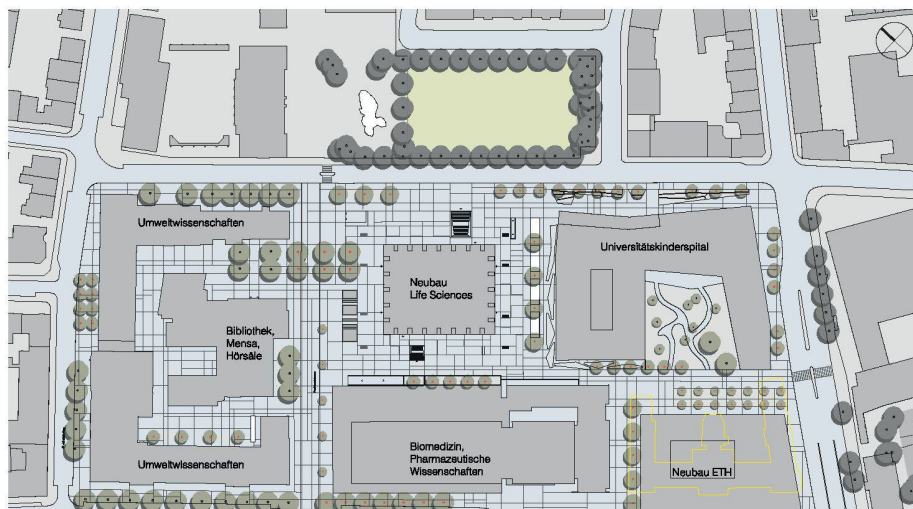 Umweltwissenschaften
Universitätskinderspital
Neubau
Life Sciences
Bibliothek,
Mensa,
Hörsäle
Biomedizin,
Pharmazeutische
Wissenschaften
Umweltwissenschaften
Neubau ETH